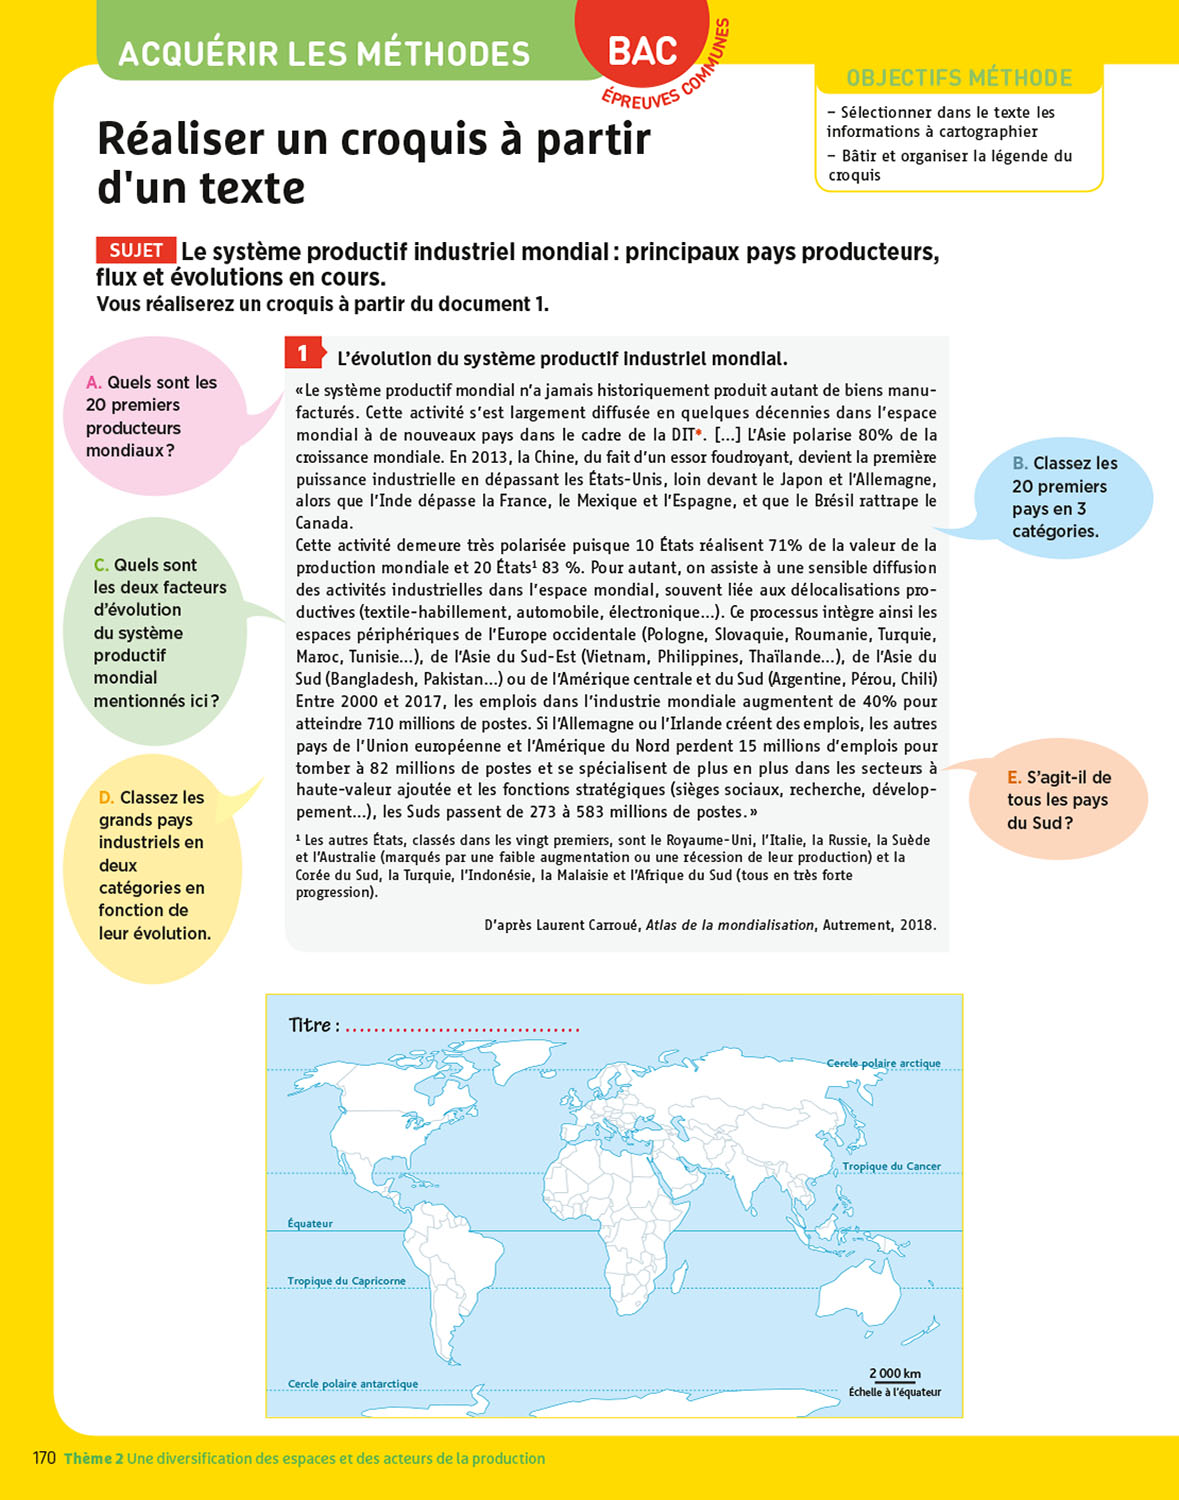 ACQUÉRIR LES MÉTHODES
BAC
ÉPREUVES COMMUNES
OBJECTIFS MÉTHODE
– Sélectionner dans le texte les
informations à cartographier
– Bâtir et organiser la légende du
croquis
Réaliser un croquis à partir
d'un texte
SUJET Le système productif industriel mondial : principaux pays producteurs,
flux et évolutions en cours.
Vous réaliserez un croquis à partir du document 1.
A. Quels sont les
20 premiers
producteurs
mondiaux ?
C. Quels sont
les deux facteurs
d'évolution
du système
productif
mondial
mentionnés ici ?
D. Classez les
grands pays
industriels en
deux
catégories en
fonction de
leur évolution.
1 L'évolution du système productif industriel mondial.
« Le système productif mondial n'a jamais historiquement produit autant de biens manu-
facturés. Cette activité s'est largement diffusée en quelques décennies dans l'espace
mondial à de nouveaux pays dans le cadre de la DIT*. [...] L'Asie polarise 80% de la
croissance mondiale. En 2013, la Chine, du fait d'un essor foudroyant, devient la première
puissance industrielle en dépassant les États-Unis, loin devant le Japon et l'Allemagne,
alors que l'Inde dépasse la France, le Mexique et l'Espagne, et que le Brésil rattrape le
Canada.
Cette activité demeure très polarisée puisque 10 États réalisent 71% de la valeur de la
production mondiale et 20 États¹ 83 %. Pour autant, on assiste à une sensible diffusion
des activités industrielles dans l'espace mondial, souvent liée aux délocalisations pro-
ductives (textile-habillement, automobile, électronique...). Ce processus intègre ainsi les
espaces périphériques de l'Europe occidentale (Pologne, Slovaquie, Roumanie, Turquie,
Maroc, Tunisie...), de l'Asie du Sud-Est (Vietnam, Philippines, Thaïlande...), de l'Asie du
Sud (Bangladesh, Pakistan...) ou de l'Amérique centrale et du Sud (Argentine, Pérou, Chili)
Entre 2000 et 2017, les emplois dans l'industrie mondiale augmentent de 40% pour
atteindre 710 millions de postes. Si l'Allemagne ou l'Irlande créent des emplois, les autres
pays de l'Union européenne et l'Amérique du Nord perdent 15 millions d'emplois pour
tomber à 82 millions de postes et se spécialisent de plus en plus dans les secteurs à
haute-valeur ajoutée et les fonctions stratégiques (sièges sociaux, recherche, dévelop-
pement...), les Suds passent de 273 à 583 millions de postes. »
¹ Les autres États, classés dans les vingt premiers, sont le Royaume-Uni, l'Italie, la Russie, la Suède
et l'Australie (marqués par une faible augmentation ou une récession de leur production) et la
Corée du Sud, la Turquie, l'Indonésie, la Malaisie et l'Afrique du Sud (tous en très forte
progression).
D'après Laurent Carroué, Atlas de la mondialisation, Autrement, 2018.
B. Classez les
20 premiers
pays en 3
catégories.
E. S'agit-il de
tous les pays
du Sud ?
Titre : .................................
Cercle polaire arctique
Tropique du Cancer
Équateur
Tropique du Capricorne
Cercle polaire antarctique
2 000 km
Échelle à l'équateur
170 Thème 2 Une diversification des espaces et des acteurs de la production